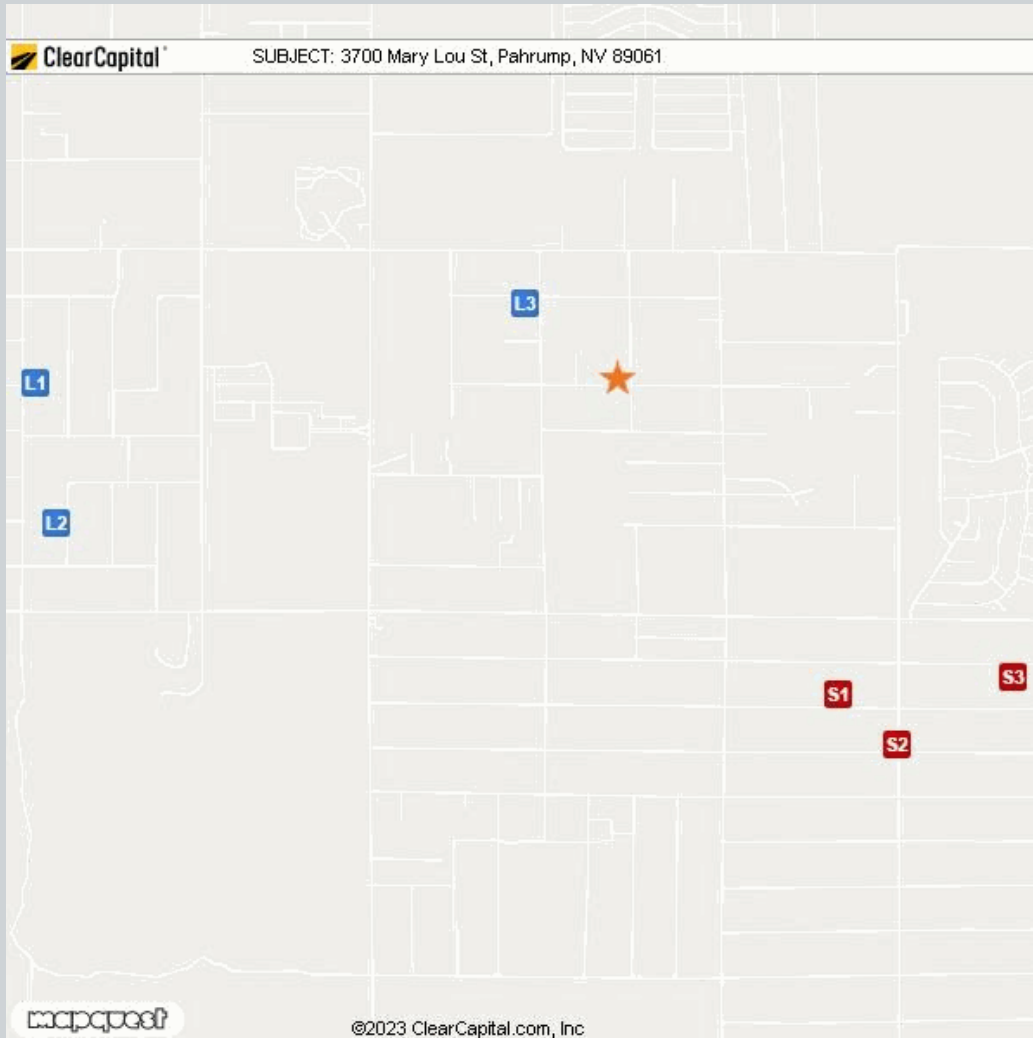 ClearCapital SUBJECT: 3700 Mary Lou St, Pahrump, NV 89061
L3
L1
L2
S3
S1
S2
mapquest
©2023 ClearCapital.com, Inc